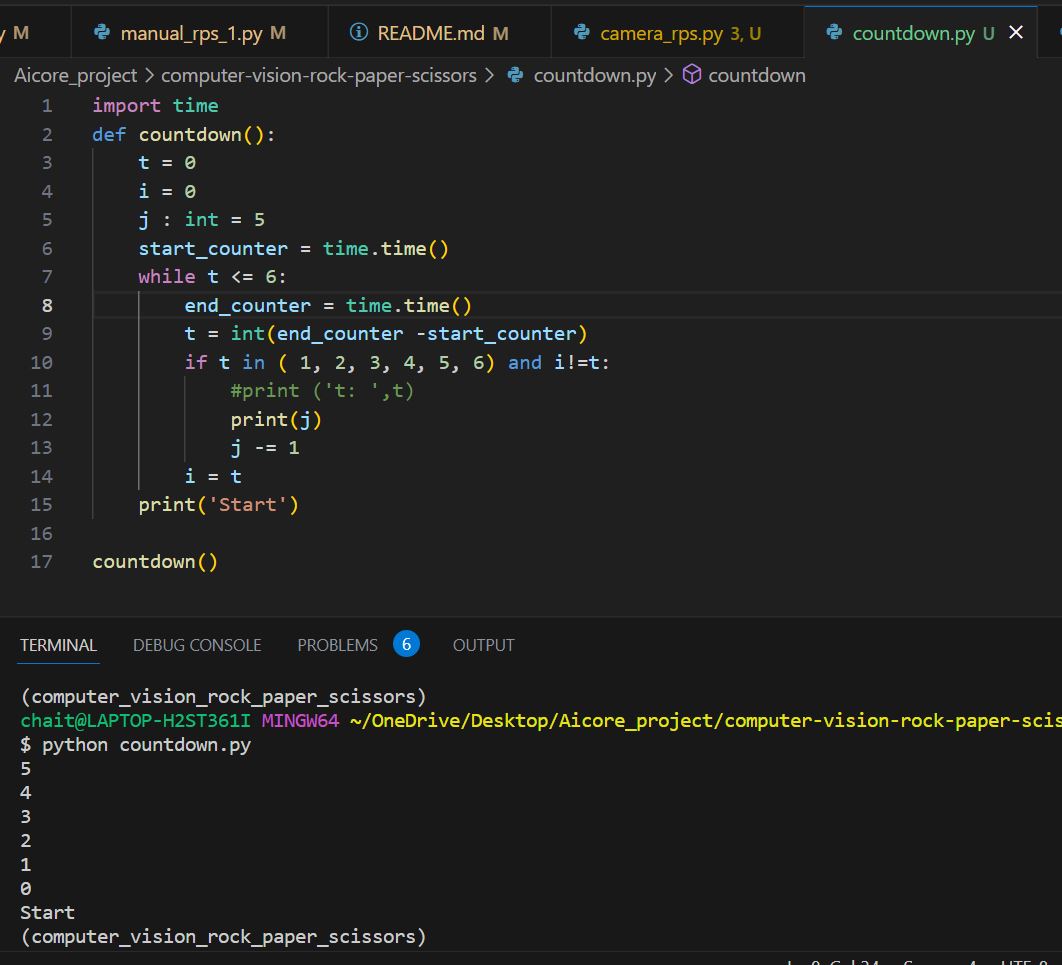 M manual_rps_1.py M README.md M camera_rps.py 3, U countdown.py U
Aicore_project > computer-vision-rock-paper-scissors > countdown.py > countdown
1 import time
2 def countdown():
3     t = 0
4     i = 0
5     j : int = 5
6     start_counter = time.time()
7     while t <= 6:
8         end_counter = time.time()
9         t = int(end_counter -start_counter)
10         if t in ( 1, 2, 3, 4, 5, 6) and i!=t:
11             #print ('t: ',t)
12             print(j)
13             j -= 1
14         i = t
15     print('Start')
16
17 countdown()
TERMINAL DEBUG CONSOLE PROBLEMS 6 OUTPUT
(computer_vision_rock_paper_scissors)
chait@LAPTOP-H2ST361I MINGW64 ~/OneDrive/Desktop/Aicore_project/computer-vision-rock-paper-scis
$ python countdown.py
5
4
3
2
1
0
Start
(computer_vision_rock_paper_scissors)